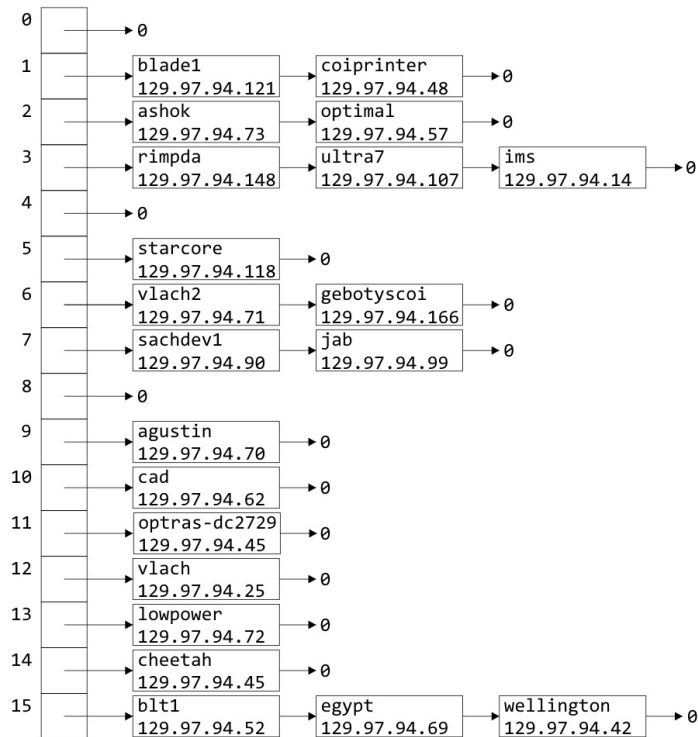 0
0
1
blade1
129.97.94.121
coiprinter
129.97.94.48
0
2
ashok
129.97.94.73
optimal
129.97.94.57
0
3
rimpda
129.97.94.148
ultra7
129.97.94.107
ims
129.97.94.14
0
4
0
5
starcore
129.97.94.118
0
6
vlach2
129.97.94.71
gebotyscoi
129.97.94.166
0
7
sachdev1
129.97.94.90
jab
129.97.94.99
0
8
0
9
agustin
129.97.94.70
0
10
cad
129.97.94.62
0
11
optras-dc2729
129.97.94.45
0
12
vlach
129.97.94.25
0
13
lowpower
129.97.94.72
0
14
cheetah
129.97.94.45
0
15
blt1
129.97.94.52
egypt
129.97.94.69
wellington
129.97.94.42
0